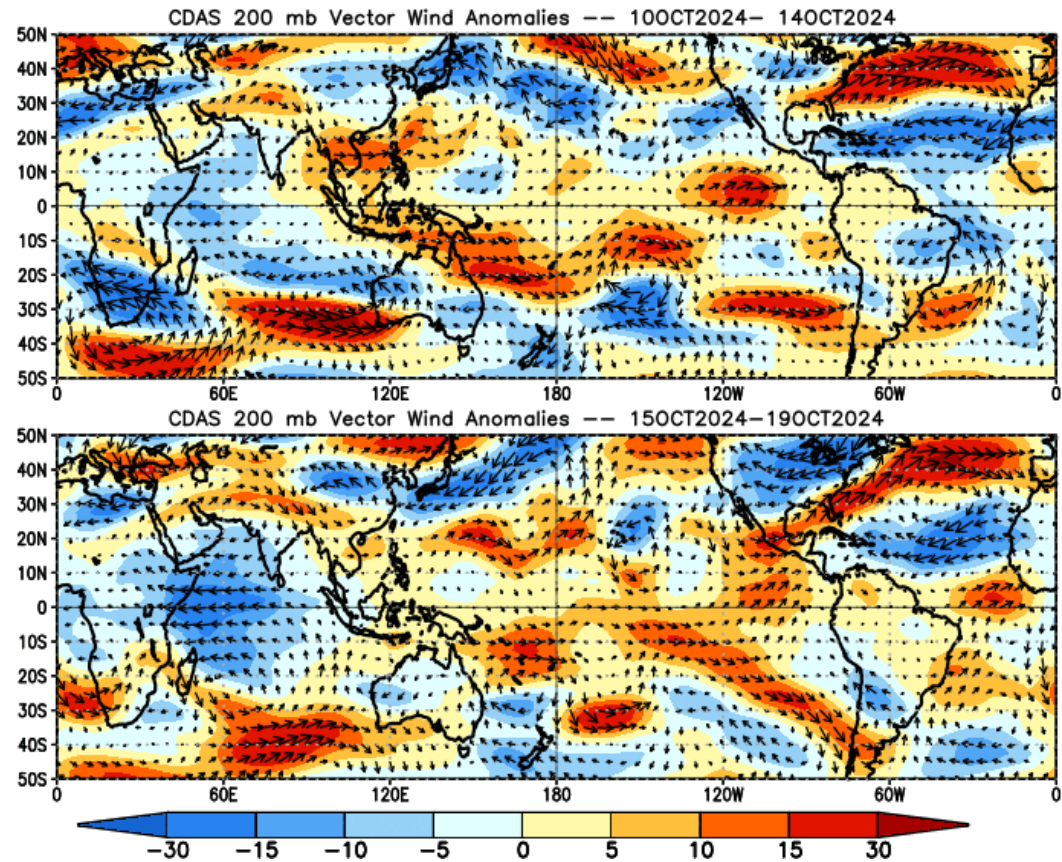 CDAS 200 mb Vector Wind Anomalies -- 10OCT2024- 14OCT2024
50N
40N
30N
20N
10N
0
10S
20S
30S
40S
50S
0 60E 120E 180 120W 60W 0
CDAS 200 mb Vector Wind Anomalies -- 15OCT2024-19OCT2024
50N
40N
30N
20N
10N
0
10S
20S
30S
40S
50S
0 60E 120E 180 120W 60W 0
-30 -15 -10 -5 0 5 10 15 30